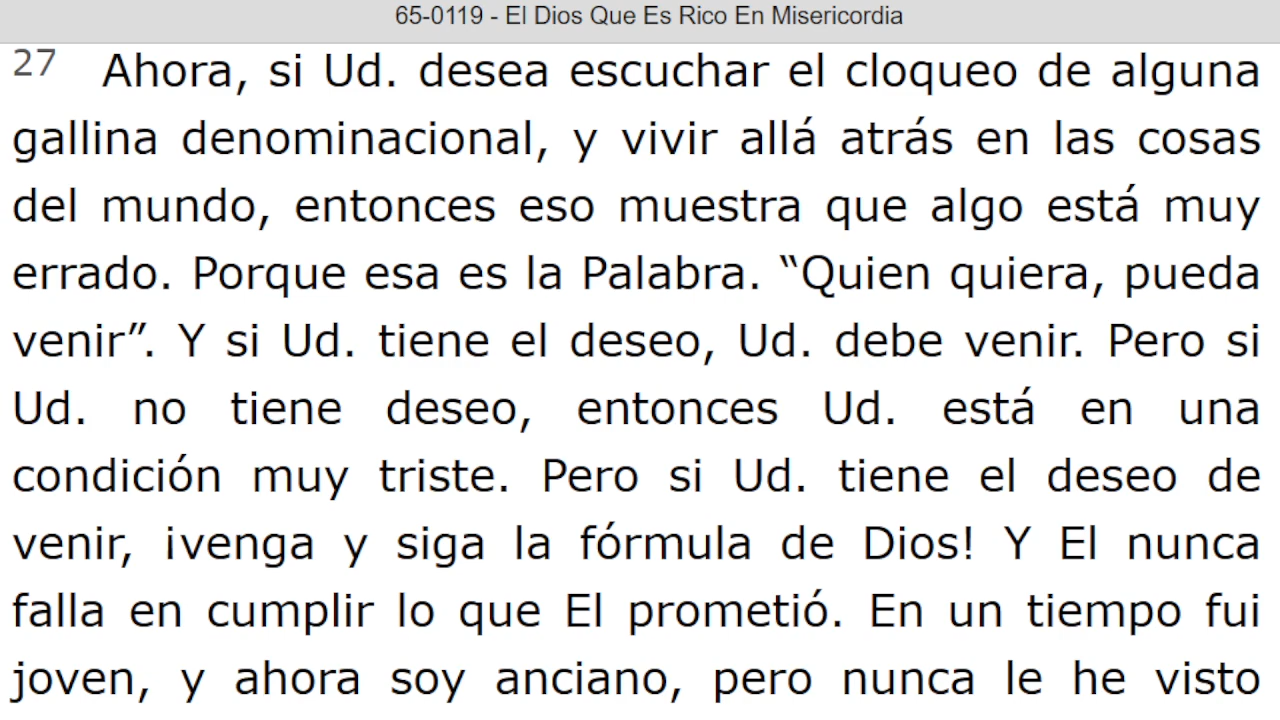 65-0119 - El Dios Que Es Rico En Misericordia
27 Ahora, si Ud. desea escuchar el cloqueo de alguna
gallina denominacional, y vivir allá atrás en las cosas
del mundo, entonces eso muestra que algo está muy
errado. Porque esa es la Palabra. “Quien quiera, pueda
venir”. Y si Ud. tiene el deseo, Ud. debe venir. Pero si
Ud. no tiene deseo, entonces Ud. está en una
condición muy triste. Pero si Ud. tiene el deseo de
venir, ¡venga y siga la fórmula de Dios! Y El nunca
falla en cumplir lo que El prometió. En un tiempo fui
joven, y ahora soy anciano, pero nunca le he visto